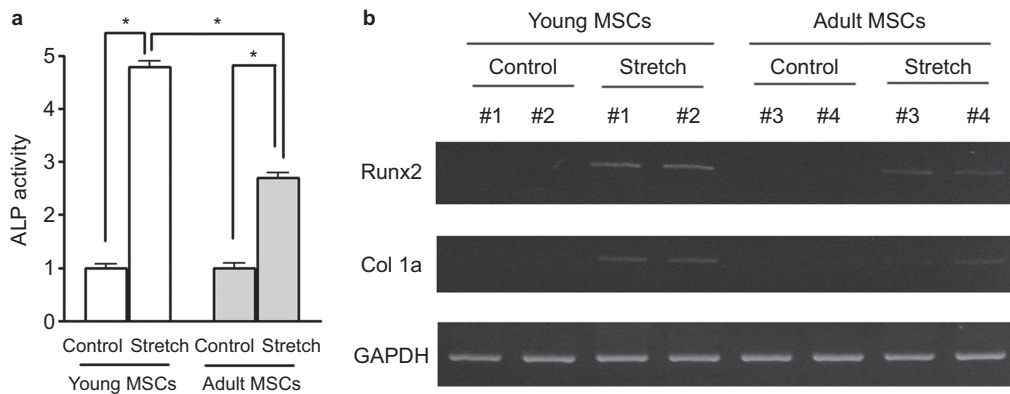 a
ALP activity
5
4
3
2
1
0
* * *
Control Stretch Control Stretch
Young MSCs Adult MSCs
b
Young MSCs Adult MSCs
Control Stretch Control Stretch
#1 #2 #1 #2 #3 #4 #3 #4
Runx2
Col 1a
GAPDH